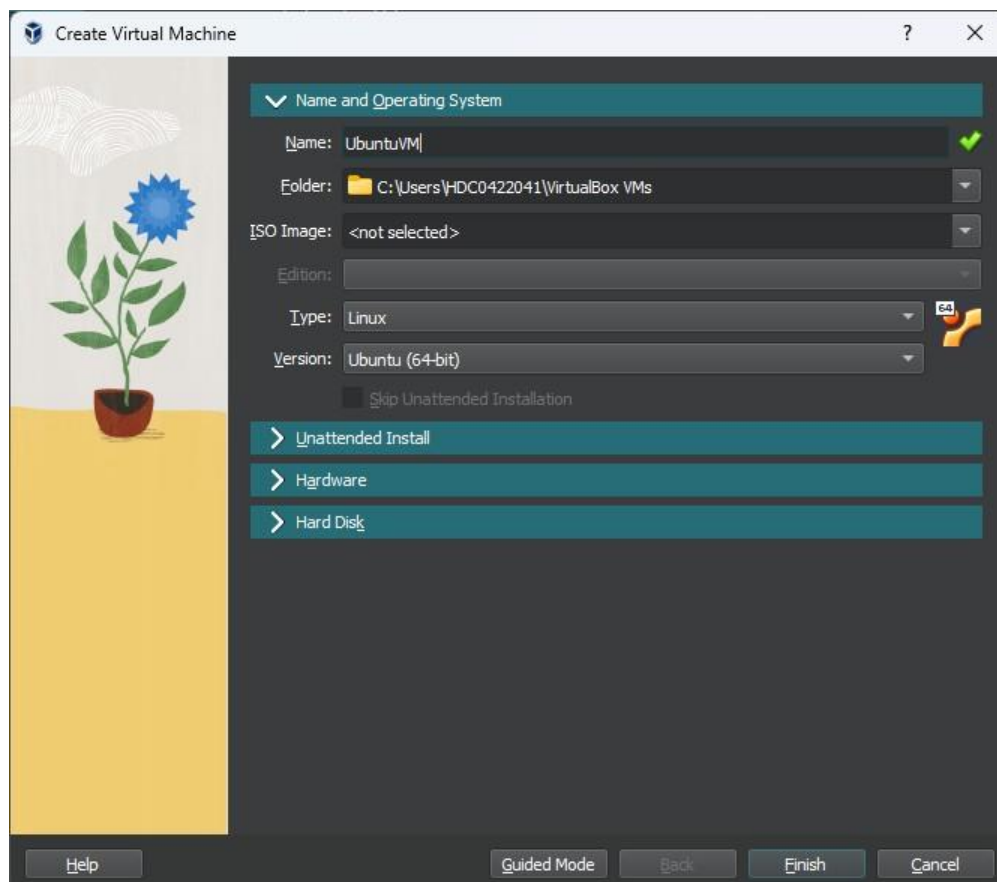 Create Virtual Machine ?
Name and Operating System
Name: UbuntuVM
Folder: C:\Users\HDC0422041\VirtualBox VMs
ISO Image: <not selected>
Edition:
Type: Linux
64
Version: Ubuntu (64-bit)
Skip Unattended Installation
Unattended Install
Hardware
Hard Disk
Help Guided Mode Back Finish Cancel